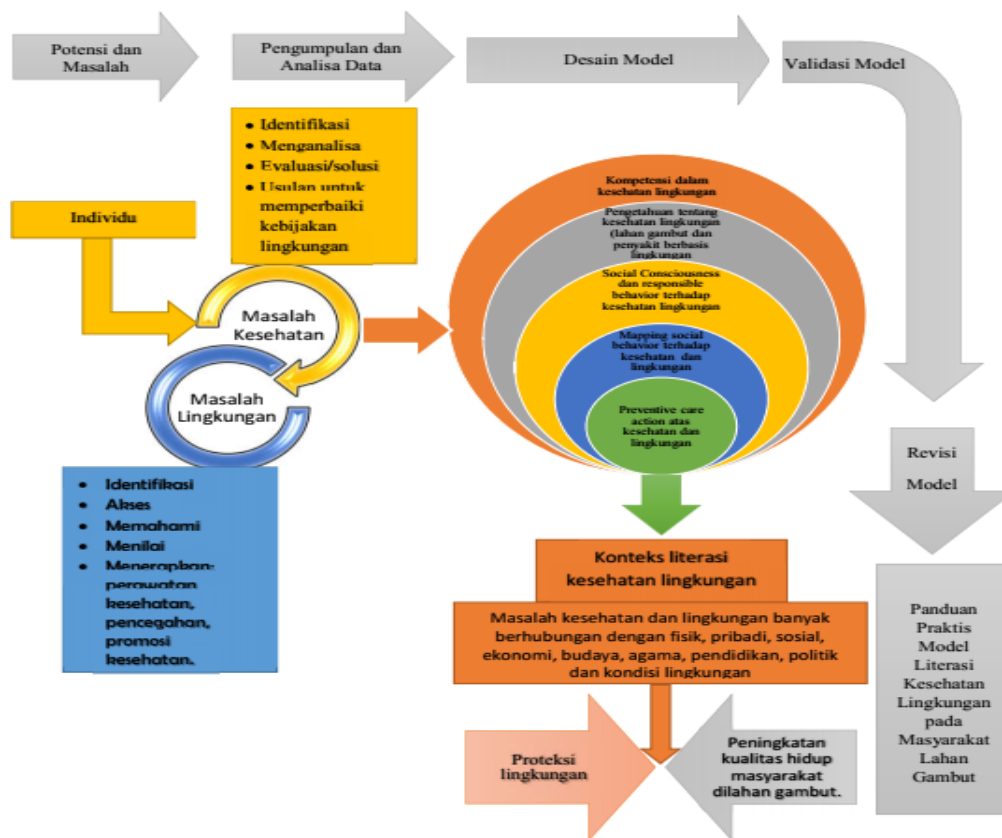 Potensi dan
Masalah
Pengumpulan dan
Analisa Data
Desain Model
Validasi Model
• Identifikasi
• Menganalisa
• Evaluasi/solusi
• Usulan untuk
memperbaiki
kebijakan
lingkungan
Individu
Masalah
Kesehatan
Masalah
Lingkungan
• Identifikasi
• Akses
• Memahami
• Menilai
• Menerapkan:
perawatan
kesehatan,
pencegahan,
promosi
kesehatan.
Kompetensi dalam
kesehatan lingkungan
Pengetahuan tentang
kesehatan lingkungan
(lahan gambut dan
penyakit berbasis
lingkungan
Social Consciousness
dan responsible
behavior terhadap
kesehatan lingkungan
Mapping social
behavior terhadap
kesehatan dan
lingkungan
Preventive care
action atas
kesehatan dan
lingkungan
Konteks literasi
kesehatan lingkungan
Masalah kesehatan dan lingkungan banyak
berhubungan dengan fisik, pribadi, sosial,
ekonomi, budaya, agama, pendidikan, politik
dan kondisi lingkungan
Proteksi
lingkungan
Peningkatan
kualitas hidup
masyarakat
dilahan gambut.
Revisi
Model
Panduan
Praktis
Model
Literasi
Kesehatan
Lingkungan
pada
Masyarakat
Lahan
Gambut